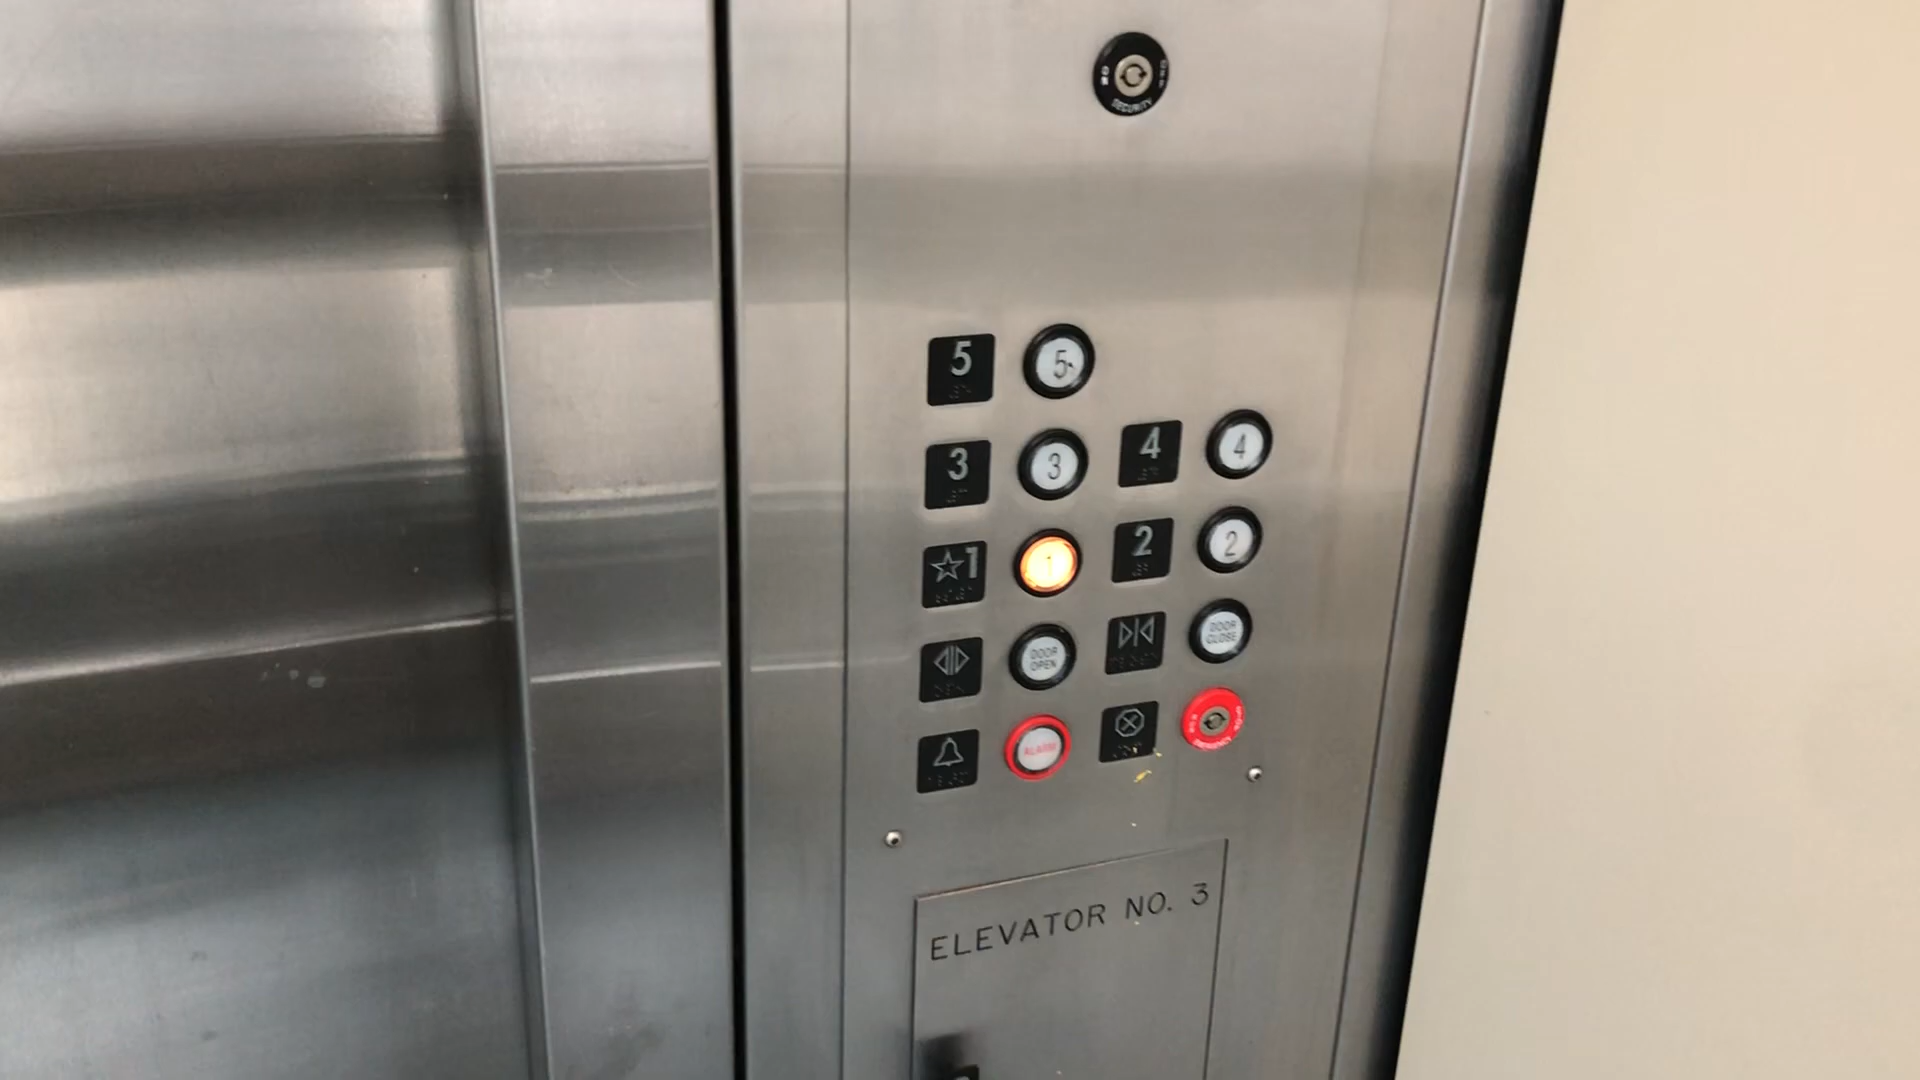 SECURITY
5 5
3 3 4 4
☆1 1 2 2
DOOR OPEN DOOR CLOSE
ALARM
ELEVATOR NO. 3